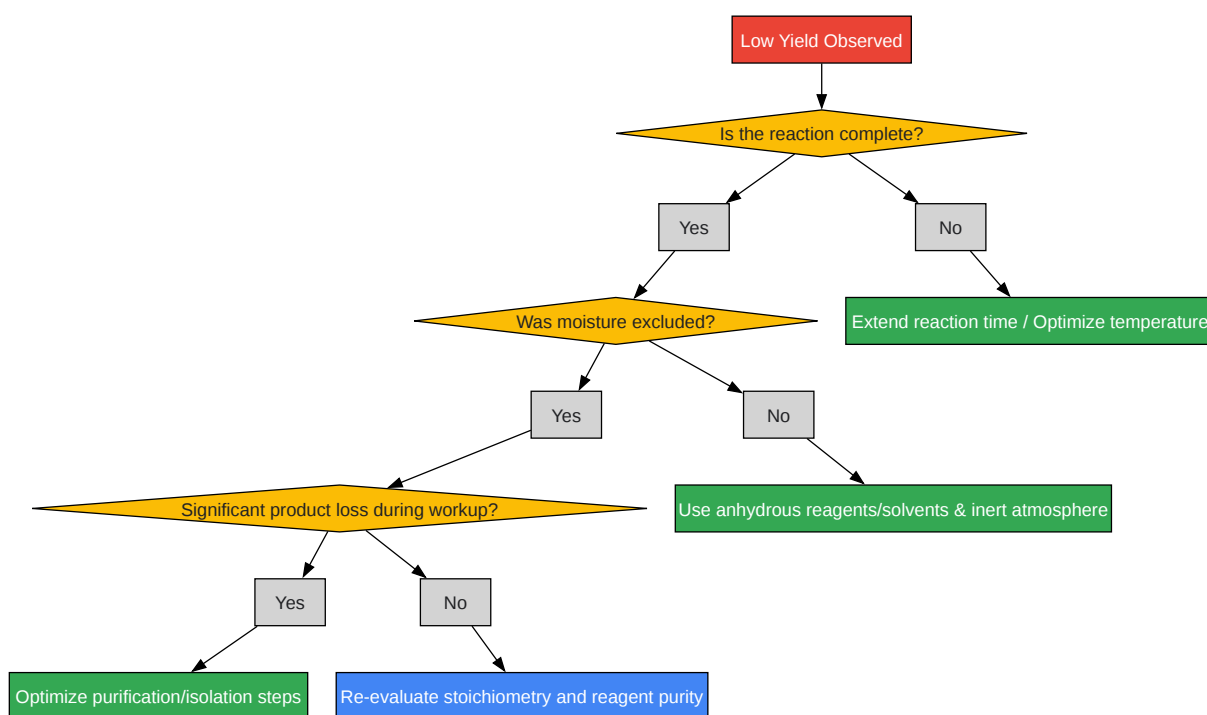 Low Yield Observed
Is the reaction complete?
Yes
No
Was moisture excluded?
Extend reaction time / Optimize temperature
Yes
No
Significant product loss during workup?
Use anhydrous reagents/solvents & inert atmosphere
Yes
No
Optimize purification/isolation steps
Re-evaluate stoichiometry and reagent purity